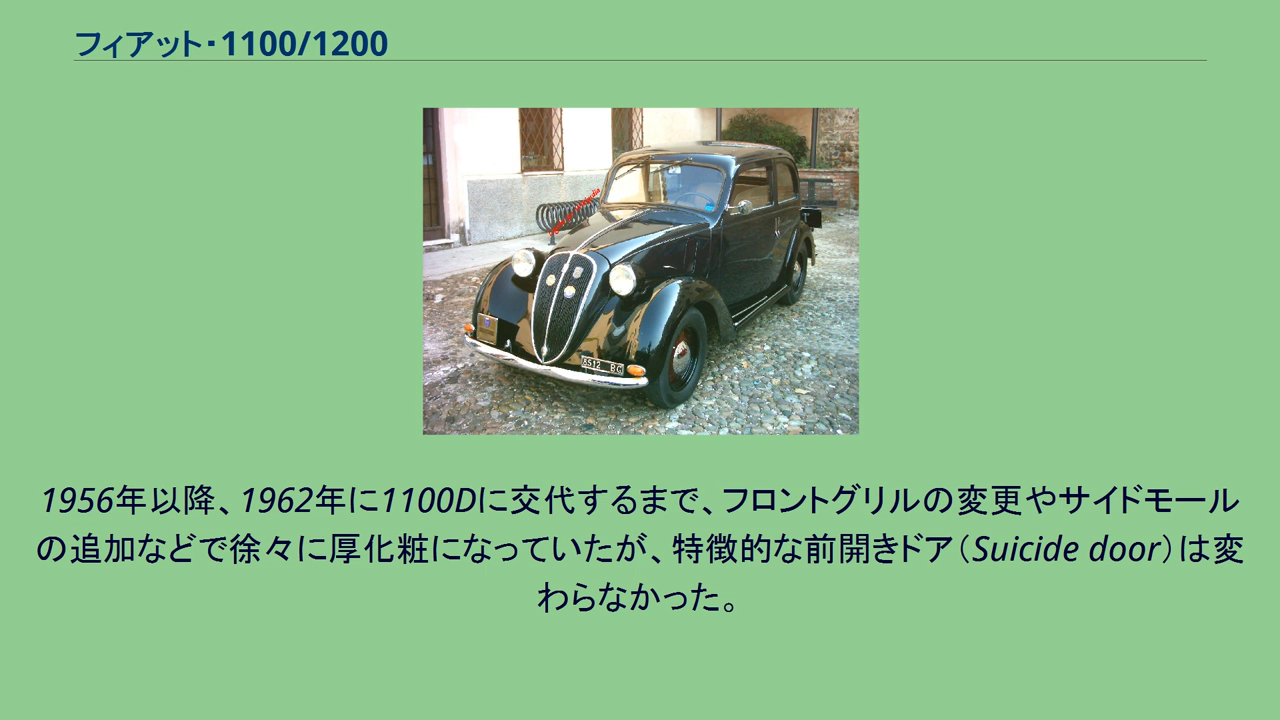 フィアット・1100/1200
8512 BG
1956年以降、1962年に1100Dに交代するまで、フロントグリルの変更やサイドモール
の追加などで徐々に厚化粧になっていたが、特徴的な前開きドア（Suicide door）は変
わらなかった。